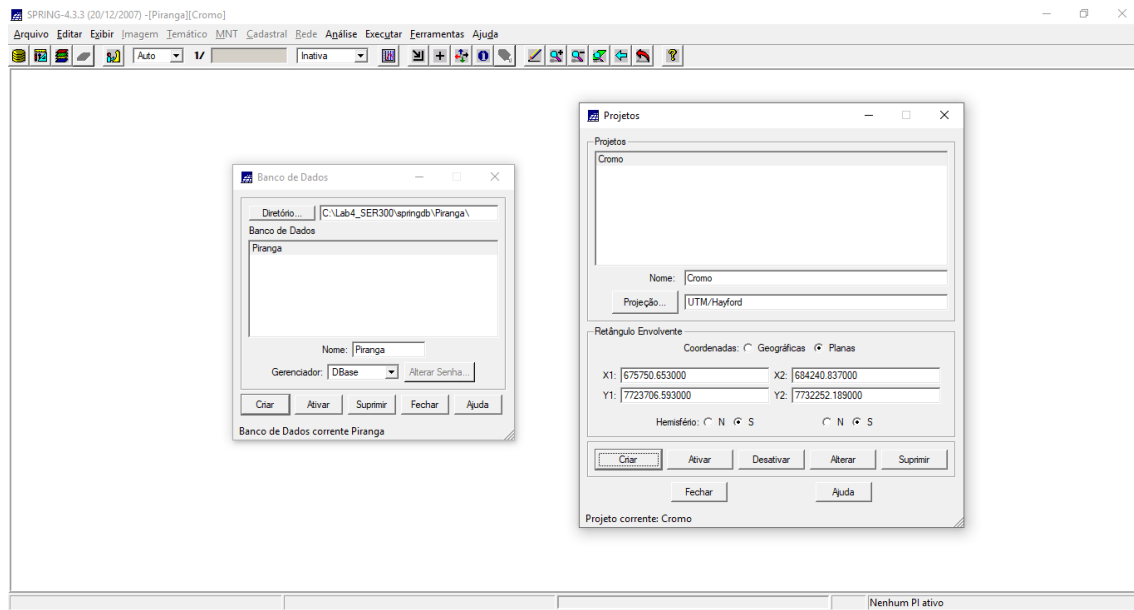 SPRING-4.3.3 (20/12/2007) -[Piranga][Cromo]
Arquivo Editar Exibir Imagem Temático MNT Cadastral Rede Análise Executar Ferramentas Ajuda
Auto 1/ Inativa
Banco de Dados
Diretório... C:\Lab4_SER300\springdb\Piranga\
Banco de Dados
Piranga
Nome: Piranga
Gerenciador: DBase Alterar Senha...
Criar Ativar Suprimir Fechar Ajuda
Banco de Dados corrente Piranga
Projetos
Projetos
Cromo
Nome: Cromo
Projeção... UTM/Hayford
Retângulo Envolvente
Coordenadas: Geográficas Planas
X1: 675750.653000 X2: 684240.837000
Y1: 7723706.593000 Y2: 7732252.189000
Hemisfério: N S N S
Criar Ativar Desativar Alterar Suprimir
Fechar Ajuda
Projeto corrente: Cromo
Nenhum PI ativo